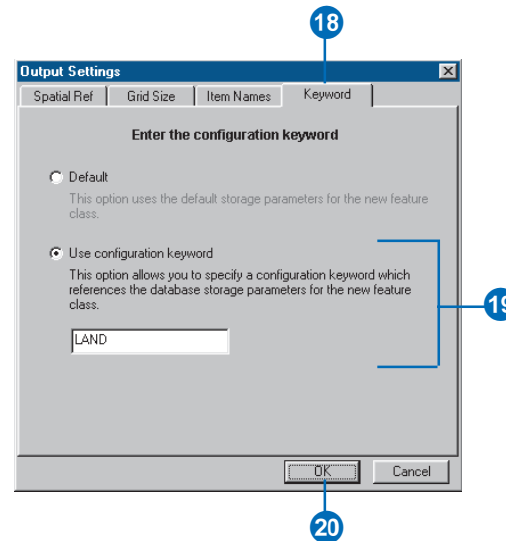 18
Output Settings
Spatial Ref
Grid Size
Item Names
Keyword
Enter the configuration keyword
Default
This option uses the default storage parameters for the new feature
class.
Use configuration keyword
This option allows you to specify a configuration keyword which
references the database storage parameters for the new feature
class.
19
LAND
OK
Cancel
20